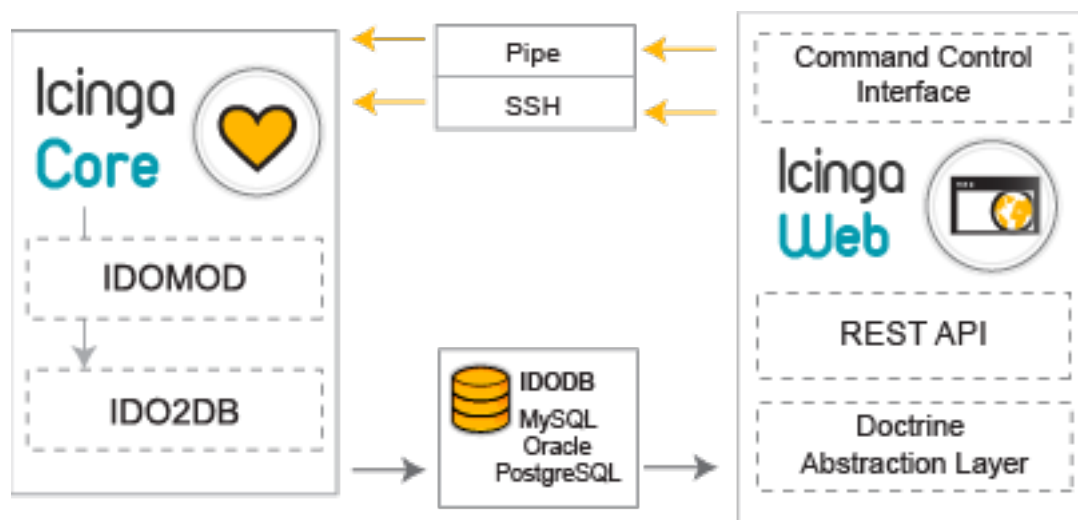 Icinga
Core
IDOMOD
IDO2DB
Pipe
SSH
IDODB
MySQL
Oracle
PostgreSQL
Command Control
Interface
Icinga
Web
REST API
Doctrine
Abstraction Layer